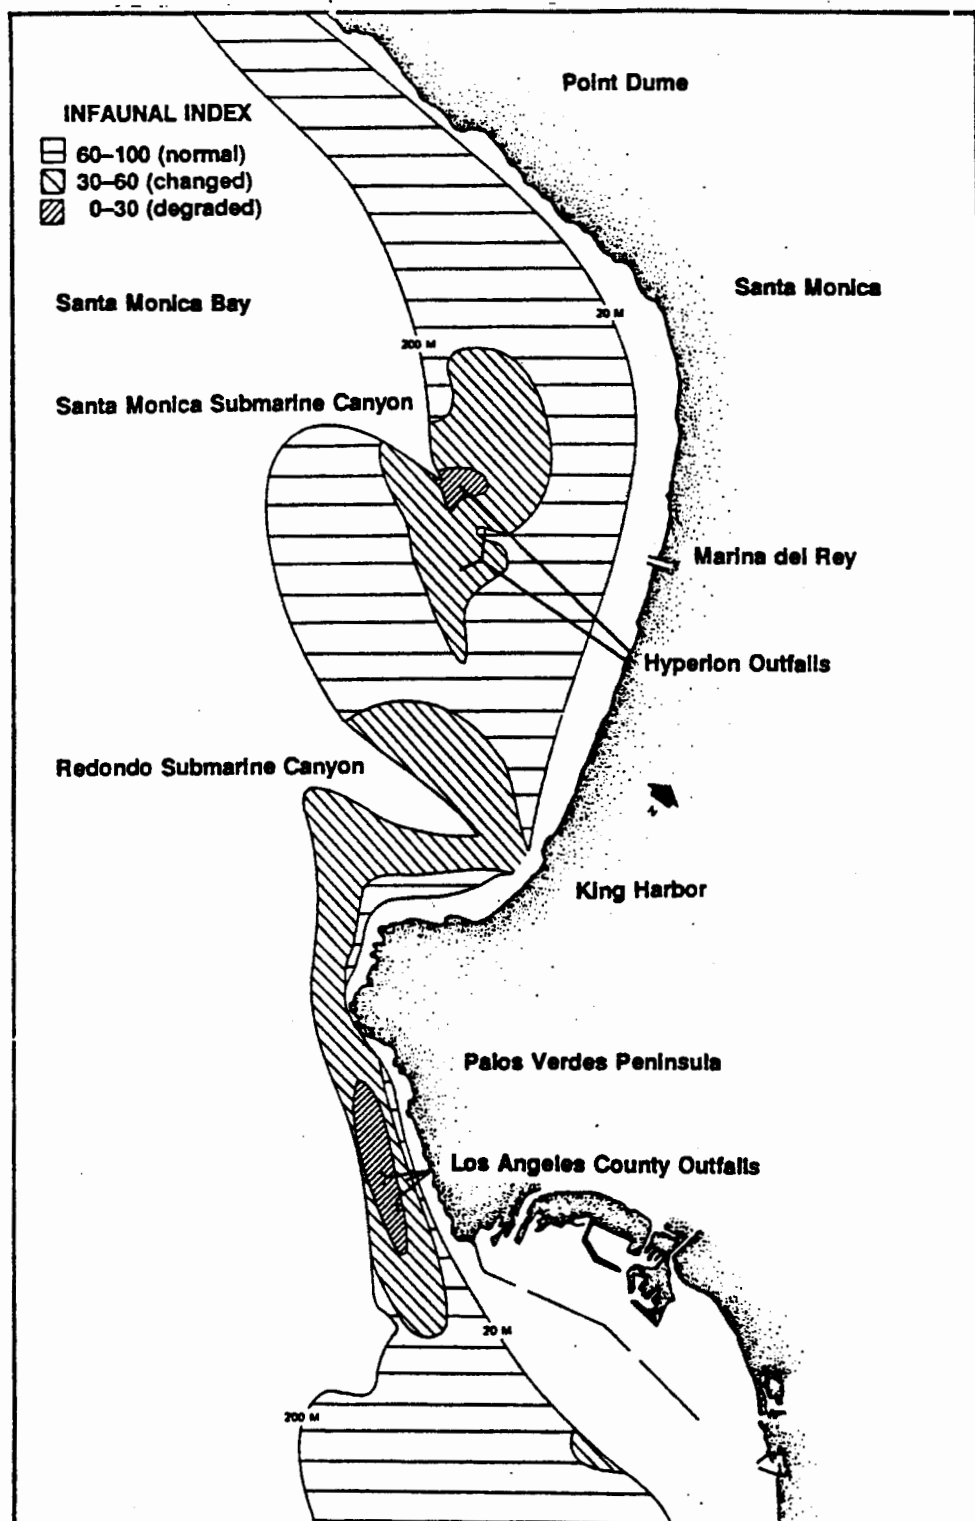 Point Dume
INFAUNAL INDEX
60–100 (normal)
30–60 (changed)
0–30 (degraded)
Santa Monica
Santa Monica Bay
20 M
200 M
Santa Monica Submarine Canyon
Marina del Rey
Hyperion Outfalls
Redondo Submarine Canyon
N
King Harbor
Palos Verdes Peninsula
Los Angeles County Outfalls
20 M
200 M